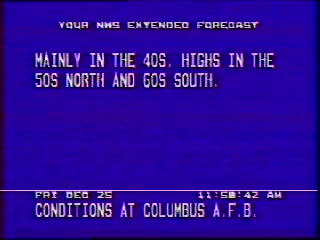 YOUR NWS EXTENDED FORECAST
MAINLY IN THE 40S. HIGHS IN THE
50S NORTH AND 60S SOUTH.
FRI DEC 25 11:58:42 AM
CONDITIONS AT COLUMBUS A.F.B.